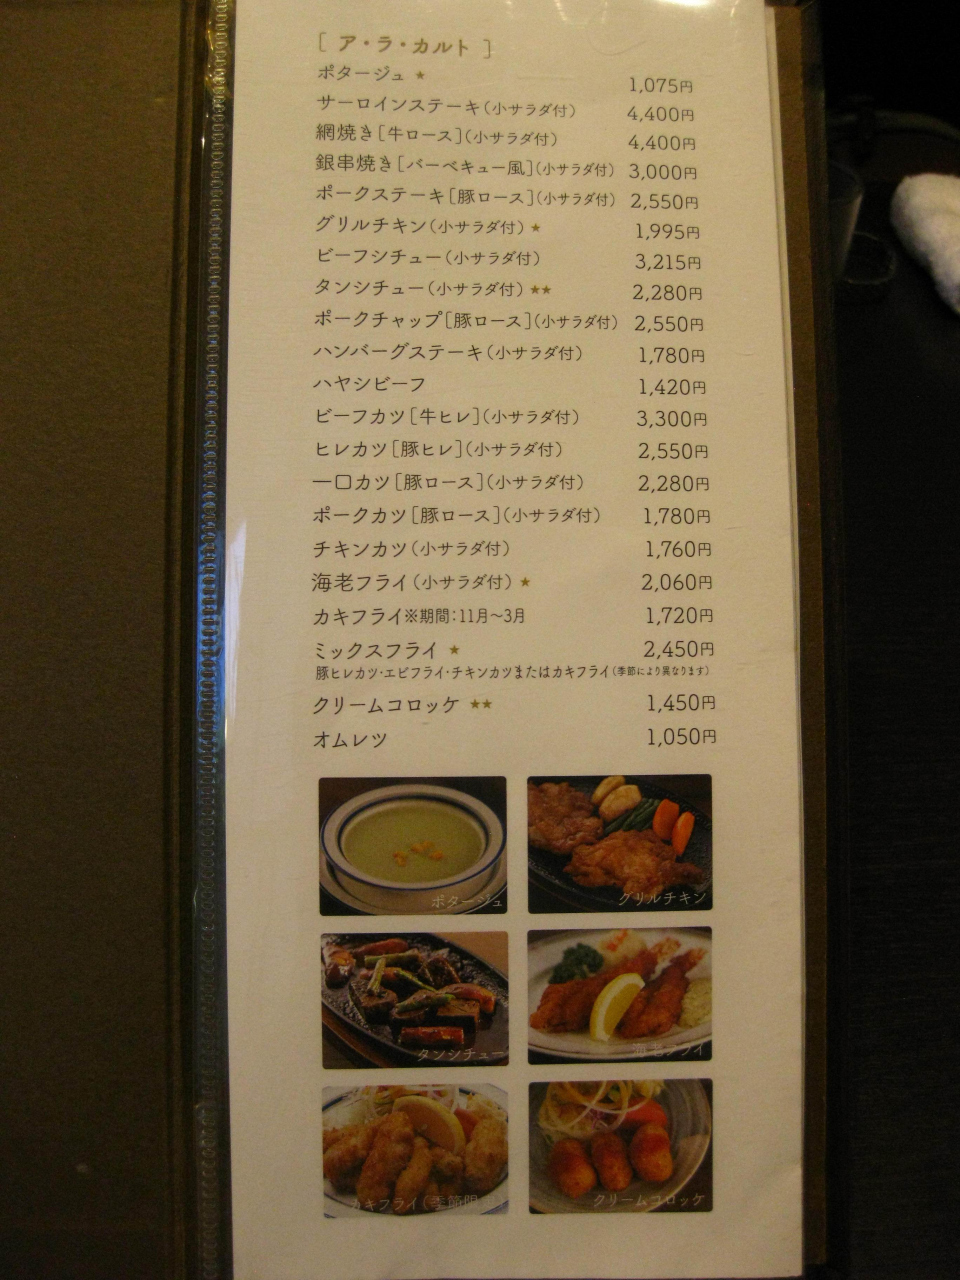 [ ア・ラ・カルト ]
ポタージュ ★ 1,075円
サーロインステーキ(小サラダ付) 4,400円
網焼き[牛ロース](小サラダ付) 4,400円
銀串焼き[バーベキュー風](小サラダ付) 3,000円
ポークステーキ[豚ロース](小サラダ付) 2,550円
グリルチキン(小サラダ付) ★ 1,995円
ビーフシチュー(小サラダ付) 3,215円
タンシチュー(小サラダ付) ★★ 2,280円
ポークチャップ[豚ロース](小サラダ付) 2,550円
ハンバーグステーキ(小サラダ付) 1,780円
ハヤシビーフ 1,420円
ビーフカツ[牛ヒレ](小サラダ付) 3,300円
ヒレカツ[豚ヒレ](小サラダ付) 2,550円
一口カツ[豚ロース](小サラダ付) 2,280円
ポークカツ[豚ロース](小サラダ付) 1,780円
チキンカツ(小サラダ付) 1,760円
海老フライ(小サラダ付) ★ 2,060円
カキフライ※期間:11月〜3月 1,720円
ミックスフライ ★ 2,450円
豚ヒレカツ・エビフライ・チキンカツまたはカキフライ(季節により異なります)
クリームコロッケ ★★ 1,450円
オムレツ 1,050円
ポタージュ
グリルチキン
タンシチュー
海老フライ
カキフライ(季節限定)
クリームコロッケ